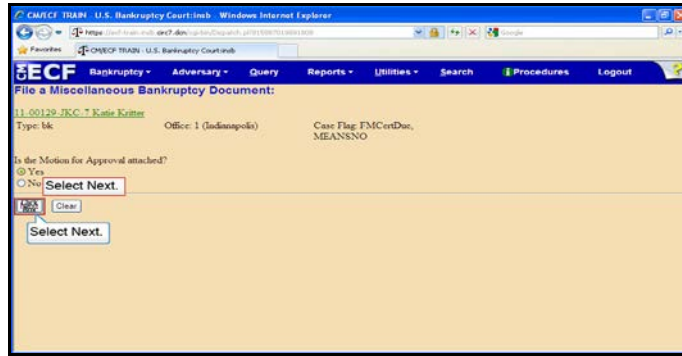 CM/ECF TRAIN - U.S. Bankruptcy Court:insb - Windows Internet Explorer
Google
Favorites CM/ECF TRAIN - U.S. Bankruptcy Court:insb
ECF Bankruptcy Adversary Query Reports Utilities Search Procedures Logout
File a Miscellaneous Bankruptcy Document:
11-00129-JKC-7 Katie Kritter
Type: bk Office: 1 (Indianapolis) Case Flag: FMCertDue,
MEANSNO
Is the Motion for Approval attached?
Yes
No Select Next.
Clear
Select Next.